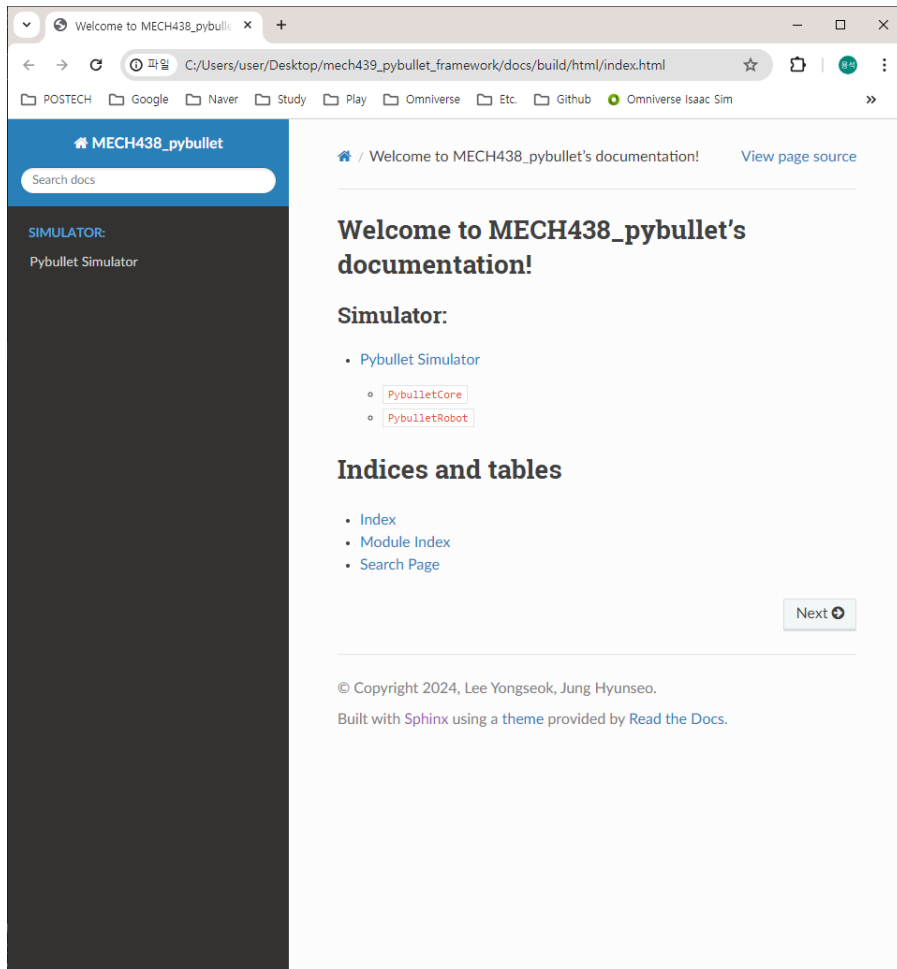 Welcome to MECH438_pybulle
파일
C:/Users/user/Desktop/mech439_pybullet_framework/docs/build/html/index.html
용석
POSTECH Google Naver Study Play Omniverse Etc. Github Omniverse Isaac Sim »
MECH438_pybullet
Search docs
SIMULATOR:
Pybullet Simulator
/ Welcome to MECH438_pybullet’s documentation! View page source
Welcome to MECH438_pybullet’s
documentation!
Simulator:
• Pybullet Simulator
PybulletCore
PybulletRobot
Indices and tables
• Index
• Module Index
• Search Page
Next
© Copyright 2024, Lee Yongseok, Jung Hyunseo.
Built with Sphinx using a theme provided by Read the Docs.